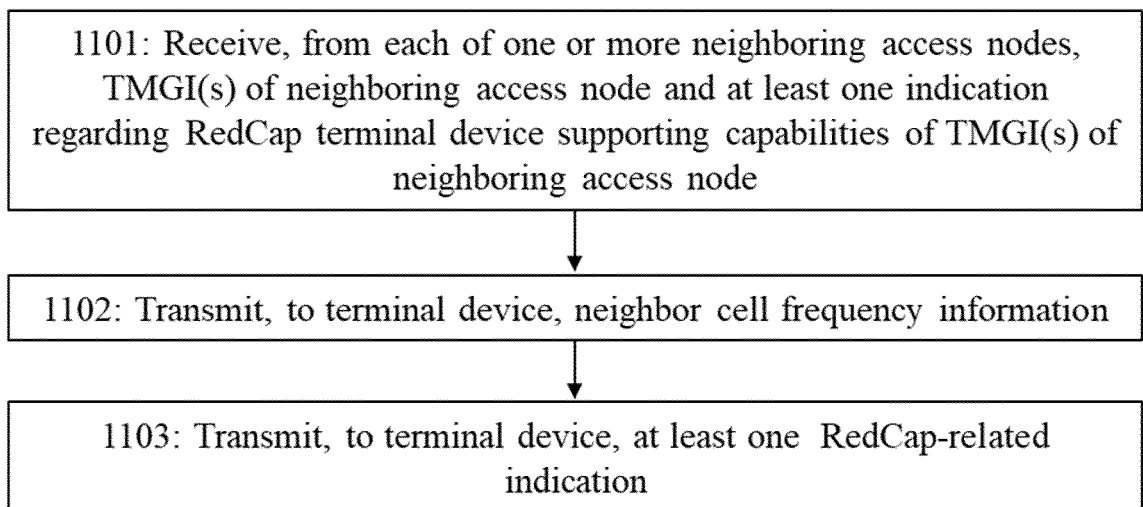 1101: Receive, from each of one or more neighboring access nodes,
TMGI(s) of neighboring access node and at least one indication
regarding RedCap terminal device supporting capabilities of TMGI(s) of
neighboring access node
1102: Transmit, to terminal device, neighbor cell frequency information
1103: Transmit, to terminal device, at least one RedCap-related
indication